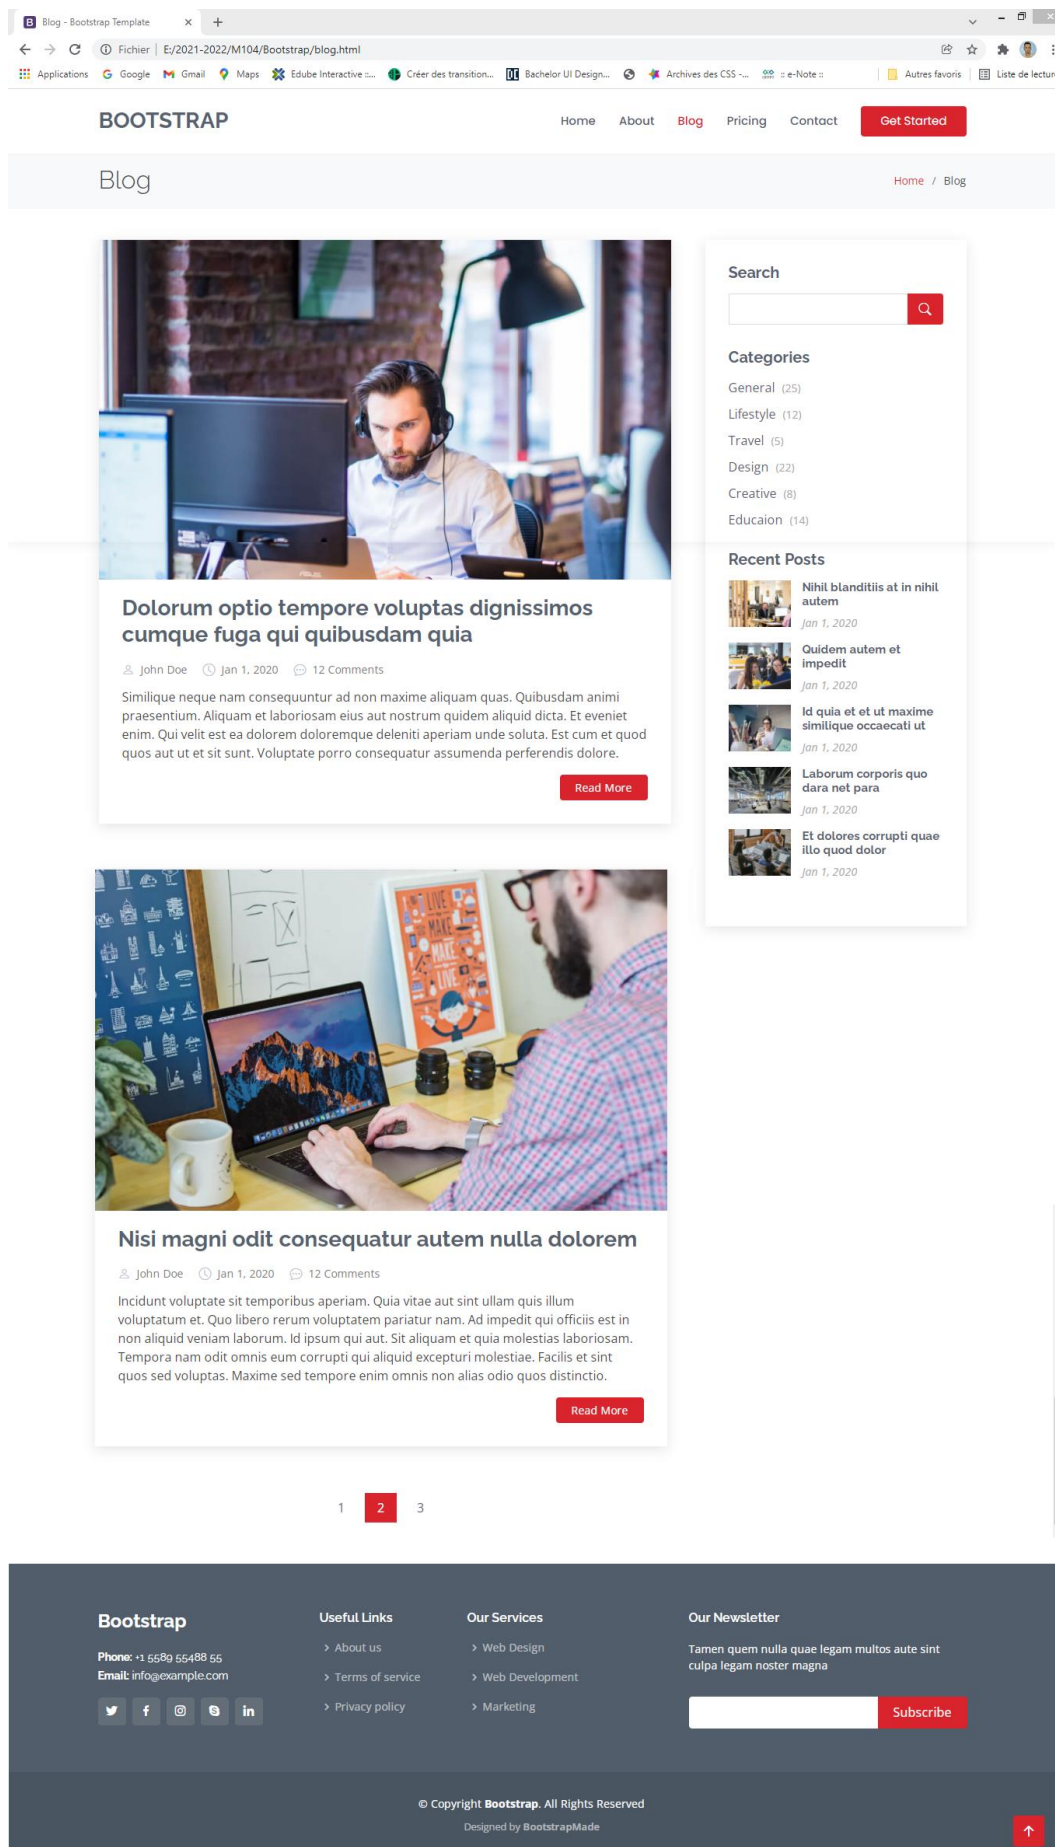 Blog - Bootstrap Template
Fichier | E:/2021-2022/M104/Bootstrap/blog.html
Applications Google Gmail Maps Edube Interactive ::... Créer des transition... Bachelor UI Design... Archives des CSS -... :: e-Note :: Autres favoris Liste de lecture
BOOTSTRAP
Home About Blog Pricing Contact Get Started
Blog
Home / Blog
Dolorum optio tempore voluptas dignissimos
cumque fuga qui quibusdam quia
John Doe Jan 1, 2020 12 Comments
Similique neque nam consequuntur ad non maxime aliquam quas. Quibusdam animi
praesentium. Aliquam et laboriosam eius aut nostrum quidem aliquid dicta. Et eveniet
enim. Qui velit est ea dolorem doloremque deleniti aperiam unde soluta. Est cum et quod
quos aut ut et sit sunt. Voluptate porro consequatur assumenda perferendis dolore.
Read More
Nisi magni odit consequatur autem nulla dolorem
John Doe Jan 1, 2020 12 Comments
Incidunt voluptate sit temporibus aperiam. Quia vitae aut sint ullam quis illum
voluptatum et. Quo libero rerum voluptatem pariatur nam. Ad impedit qui officiis est in
non aliquid veniam laborum. Id ipsum qui aut. Sit aliquam et quia molestias laboriosam.
Tempora nam odit omnis eum corrupti qui aliquid excepturi molestiae. Facilis et sint
quos sed voluptas. Maxime sed tempore enim omnis non alias odio quos distinctio.
Read More
1 2 3
Search
Categories
General (25)
Lifestyle (12)
Travel (5)
Design (22)
Creative (8)
Educaion (14)
Recent Posts
Nihil blanditiis at in nihil
autem
Jan 1, 2020
Quidem autem et
impedit
Jan 1, 2020
Id quia et et ut maxime
similique occaecati ut
Jan 1, 2020
Laborum corporis quo
dara net para
Jan 1, 2020
Et dolores corrupti quae
illo quod dolor
Jan 1, 2020
Bootstrap
Phone: +1 5589 55488 55
Email: info@example.com
Useful Links
About us
Terms of service
Privacy policy
Our Services
Web Design
Web Development
Marketing
Our Newsletter
Tamen quem nulla quae legam multos aute sint
culpa legam noster magna
Subscribe
© Copyright Bootstrap. All Rights Reserved
Designed by BootstrapMade